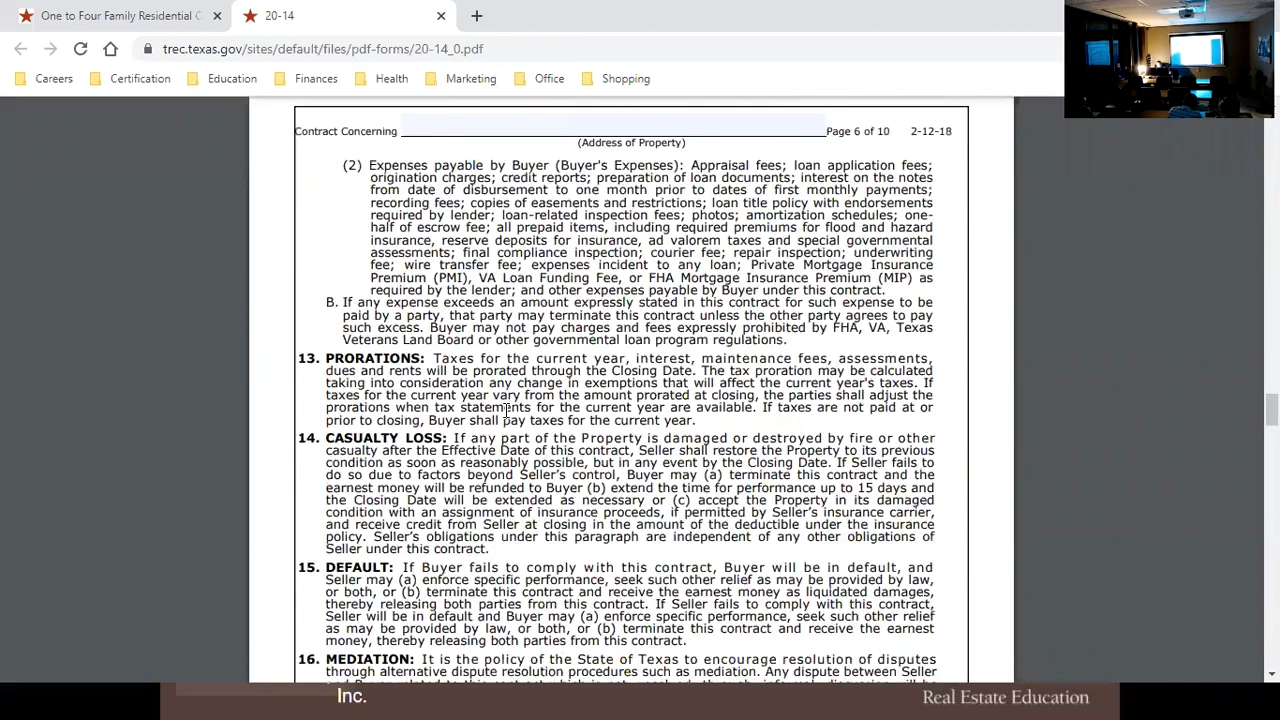 One to Four Family Residential C
20-14
trec.texas.gov/sites/default/files/pdf-forms/20-14_0.pdf
Careers Certification Education Finances Health Marketing Office Shopping
Contract Concerning Page 6 of 10 2-12-18
(Address of Property)
(2) Expenses payable by Buyer (Buyer's Expenses): Appraisal fees; loan application fees;
origination charges; credit reports; preparation of loan documents; interest on the notes
from date of disbursement to one month prior to dates of first monthly payments;
recording fees; copies of easements and restrictions; loan title policy with endorsements
required by lender; loan-related inspection fees; photos; amortization schedules; one-
half of escrow fee; all prepaid items, including required premiums for flood and hazard
insurance, reserve deposits for insurance, ad valorem taxes and special governmental
assessments; final compliance inspection; courier fee; repair inspection; underwriting
fee; wire transfer fee; expenses incident to any loan; Private Mortgage Insurance
Premium (PMI), VA Loan Funding Fee, or FHA Mortgage Insurance Premium (MIP) as
required by the lender; and other expenses payable by Buyer under this contract.
B. If any expense exceeds an amount expressly stated in this contract for such expense to be
paid by a party, that party may terminate this contract unless the other party agrees to pay
such excess. Buyer may not pay charges and fees expressly prohibited by FHA, VA, Texas
Veterans Land Board or other governmental loan program regulations.
13. PRORATIONS: Taxes for the current year, interest, maintenance fees, assessments,
dues and rents will be prorated through the Closing Date. The tax proration may be calculated
taking into consideration any change in exemptions that will affect the current year's taxes. If
taxes for the current year vary from the amount prorated at closing, the parties shall adjust the
prorations when tax statements for the current year are available. If taxes are not paid at or
prior to closing, Buyer shall pay taxes for the current year.
14. CASUALTY LOSS: If any part of the Property is damaged or destroyed by fire or other
casualty after the Effective Date of this contract, Seller shall restore the Property to its previous
condition as soon as reasonably possible, but in any event by the Closing Date. If Seller fails to
do so due to factors beyond Seller's control, Buyer may (a) terminate this contract and the
earnest money will be refunded to Buyer (b) extend the time for performance up to 15 days and
the Closing Date will be extended as necessary or (c) accept the Property in its damaged
condition with an assignment of insurance proceeds, if permitted by Seller's insurance carrier,
and receive credit from Seller at closing in the amount of the deductible under the insurance
policy. Seller's obligations under this paragraph are independent of any other obligations of
Seller under this contract.
15. DEFAULT: If Buyer fails to comply with this contract, Buyer will be in default, and
Seller may (a) enforce specific performance, seek such other relief as may be provided by law,
or both, or (b) terminate this contract and receive the earnest money as liquidated damages,
thereby releasing both parties from this contract. If Seller fails to comply with this contract,
Seller will be in default and Buyer may (a) enforce specific performance, seek such other relief
as may be provided by law, or both, or (b) terminate this contract and receive the earnest
money, thereby releasing both parties from this contract.
16. MEDIATION: It is the policy of the State of Texas to encourage resolution of disputes
through alternative dispute resolution procedures such as mediation. Any dispute between Seller
Inc.
Real Estate Education